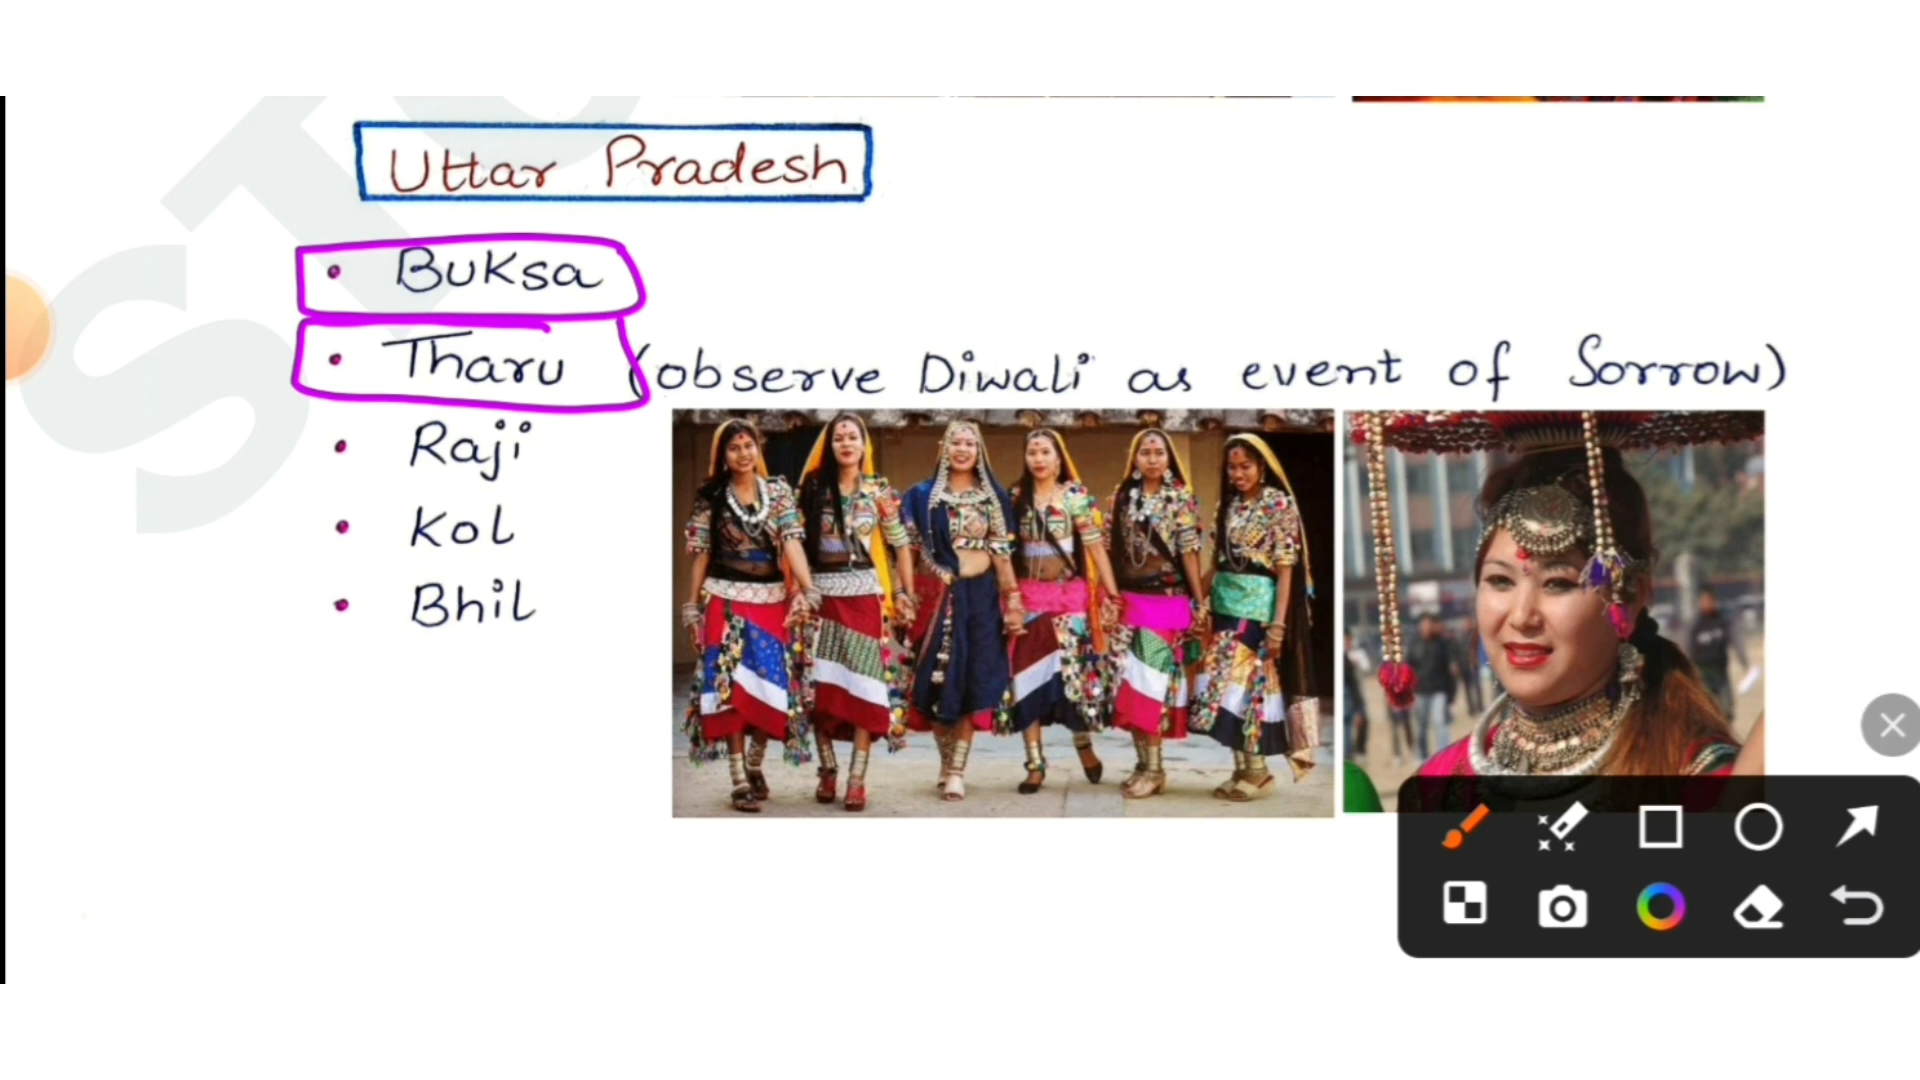 Uttar Pradesh
• Buksa
• Tharu (observe Diwali as event of Sorrow)
• Raji
• Kol
• Bhil